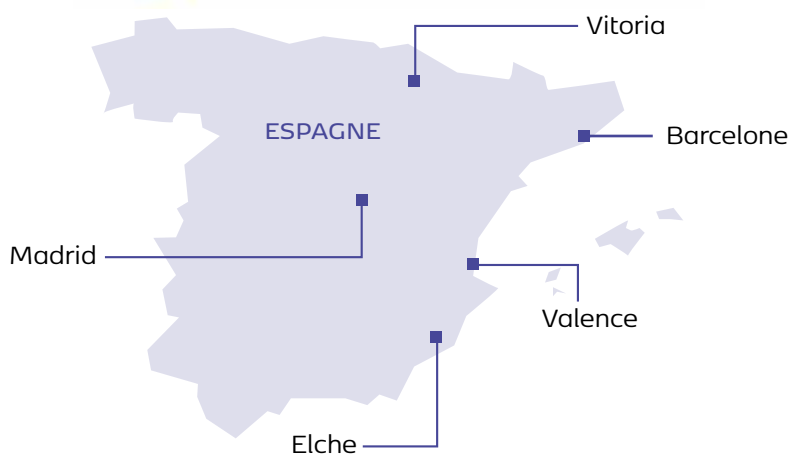 Vitoria
ESPAGNE
Barcelone
Madrid
Valence
Elche